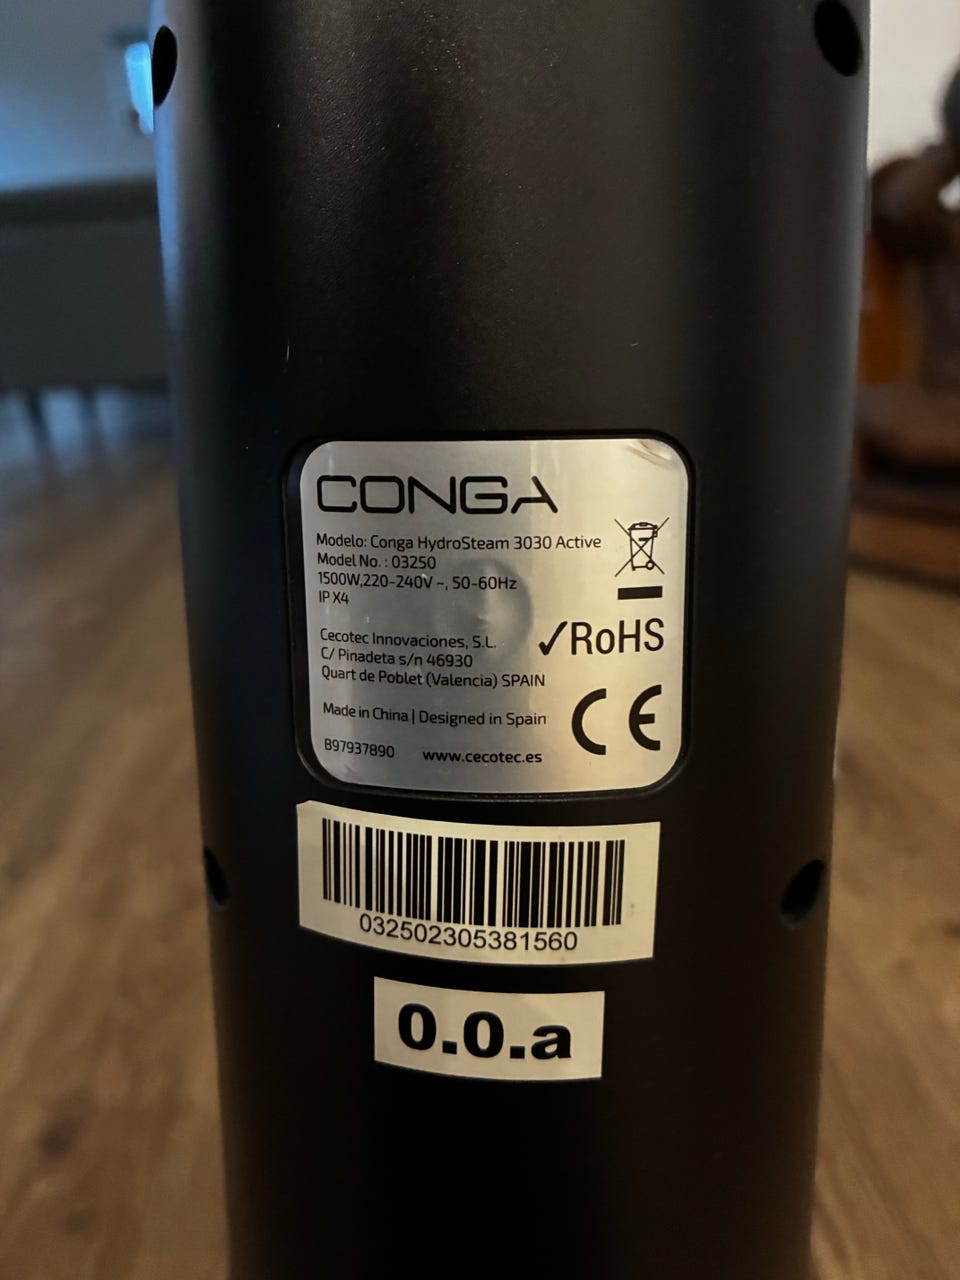 CONGA
Modelo: Conga HydroSteam 3030 Active
Model No. : 03250
1500W,220-240V ~, 50-60Hz
IP X4
Cecotec Innovaciones, S.L.
C/ Pinadeta s/n 46930
Quart de Poblet (Valencia) SPAIN
✓RoHS
Made in China | Designed in Spain
CE
B97937890 www.cecotec.es
032502305381560
0.0.a